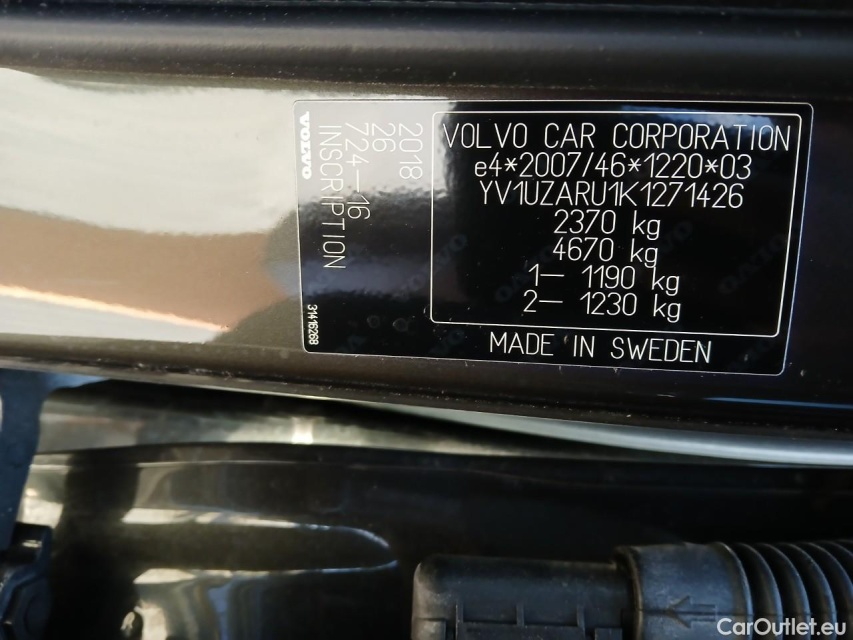 VOLVO CAR CORPORATION
e4*2007/46*1220*03
YV1UZARU1K1271426
2370 kg
4670 kg
1— 1190 kg
2— 1230 kg
MADE IN SWEDEN
2018
26
724—16
INSCRIPTION
VOLVO
31416268
CarOutlet.eu